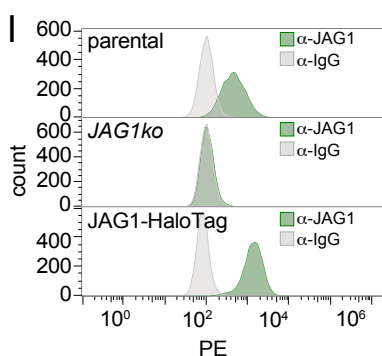 I
600
400
200
0
parental
α-JAG1
α-IgG
600
400
200
0
JAG1ko
α-JAG1
α-IgG
400
200
0
JAG1-HaloTag
α-JAG1
α-IgG
count
10⁰ 10² 10⁴ 10⁶
PE